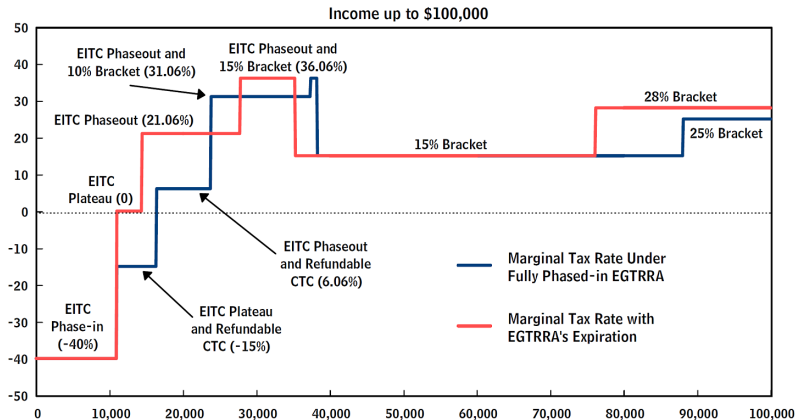 Income up to $100,000
50
40
30
20
10
0
-10
-20
-30
-40
-50
EITC Phaseout and
10% Bracket (31.06%)
EITC Phaseout and
15% Bracket (36.06%)
EITC Phaseout (21.06%)
EITC
Plateau (0)
28% Bracket
25% Bracket
15% Bracket
EITC Phaseout
and Refundable
CTC (6.06%)
EITC
Phase-in
(-40%)
EITC Plateau
and Refundable
CTC (-15%)
Marginal Tax Rate Under
Fully Phased-in EGTRRA
Marginal Tax Rate with
EGTRRA's Expiration
0
10,000
20,000
30,000
40,000
50,000
60,000
70,000
80,000
90,000
100,000